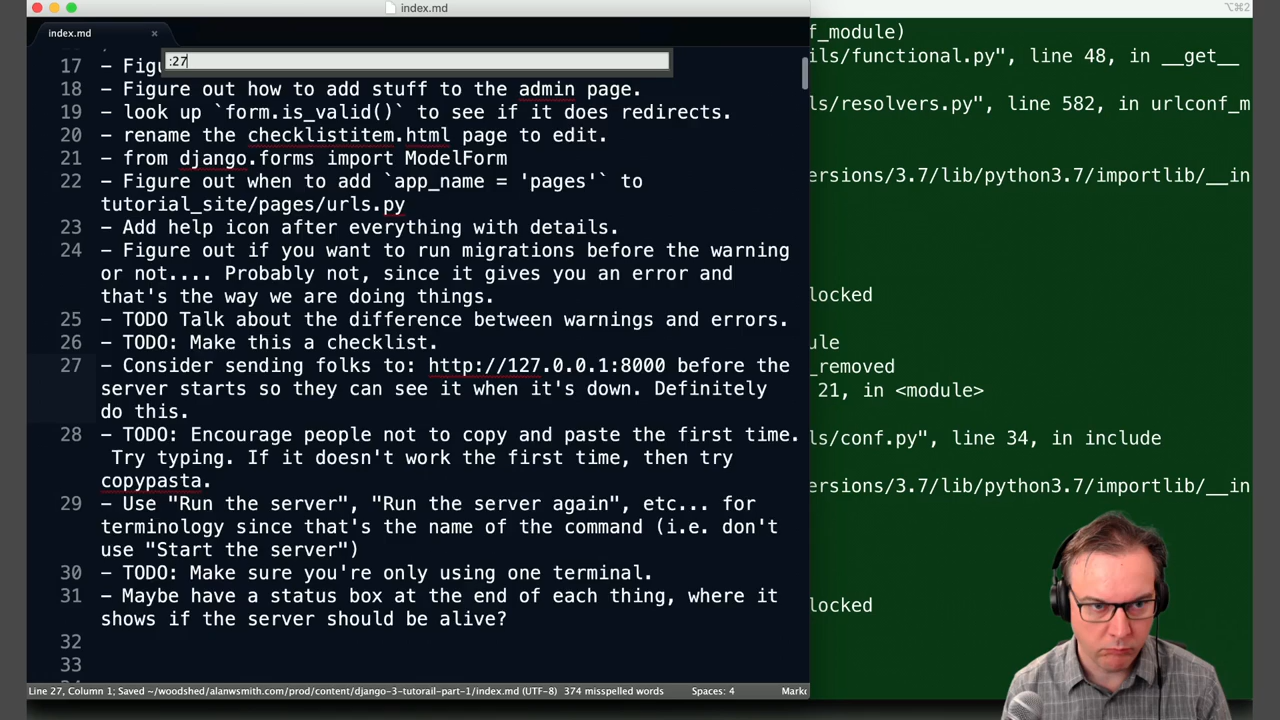 index.md
⌥⌘2
index.md ×
:27
17 - Figu
18 - Figure out how to add stuff to the admin page.
19 - look up `form.is_valid()` to see if it does redirects.
20 - rename the checklistitem.html page to edit.
21 - from django.forms import ModelForm
22 - Figure out when to add `app_name = 'pages'` to
tutorial_site/pages/urls.py
23 - Add help icon after everything with details.
24 - Figure out if you want to run migrations before the warning
or not.... Probably not, since it gives you an error and
that's the way we are doing things.
25 - TODO Talk about the difference between warnings and errors.
26 - TODO: Make this a checklist.
27 - Consider sending folks to: http://127.0.0.1:8000 before the
server starts so they can see it when it's down. Definitely
do this.
28 - TODO: Encourage people not to copy and paste the first time.
Try typing. If it doesn't work the first time, then try
copypasta.
29 - Use "Run the server", "Run the server again", etc... for
terminology since that's the name of the command (i.e. don't
use "Start the server")
30 - TODO: Make sure you're only using one terminal.
31 - Maybe have a status box at the end of each thing, where it
shows if the server should be alive?
32
33
Line 27, Column 1; Saved ~/woodshed/alanwsmith.com/prod/content/django-3-tutorail-part-1/index.md (UTF-8) 374 misspelled words Spaces: 4 Marke
f_module)
ils/functional.py", line 48, in __get__
ls/resolvers.py", line 582, in urlconf_m
ersions/3.7/lib/python3.7/importlib/__in
locked
ule
_removed
21, in <module>
ls/conf.py", line 34, in include
ersions/3.7/lib/python3.7/importlib/__in
locked